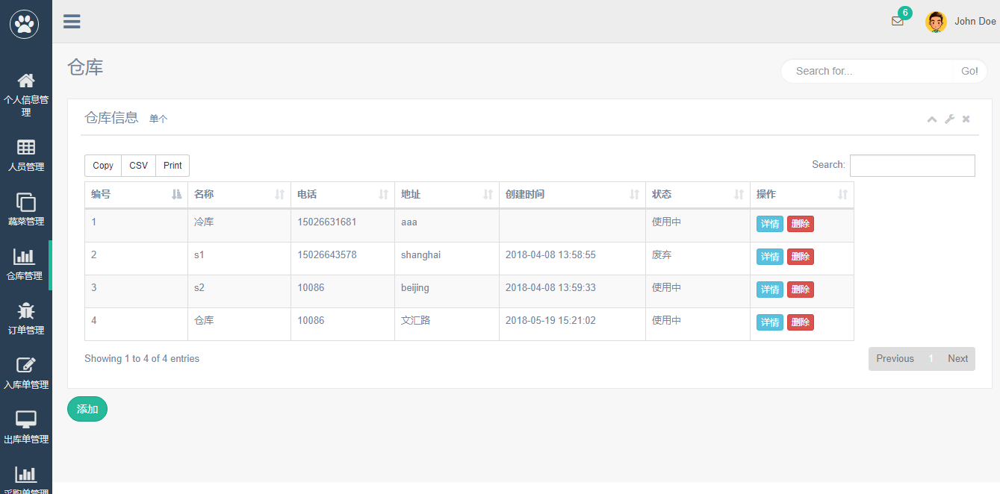 6
John Doe
仓库
Search for...
Go!
个人信息管
理
人员管理
蔬菜管理
仓库管理
订单管理
入库单管理
出库单管理
采购单管理
仓库信息 单个
Copy CSV Print
Search:
编号 名称 电话 地址 创建时间 状态 操作
1 冷库 15026631681 aaa 使用中 详情 删除
2 s1 15026643578 shanghai 2018-04-08 13:58:55 废弃 详情 删除
3 s2 10086 beijing 2018-04-08 13:59:33 使用中 详情 删除
4 仓库 10086 文汇路 2018-05-19 15:21:02 使用中 详情 删除
Showing 1 to 4 of 4 entries
Previous 1 Next
添加